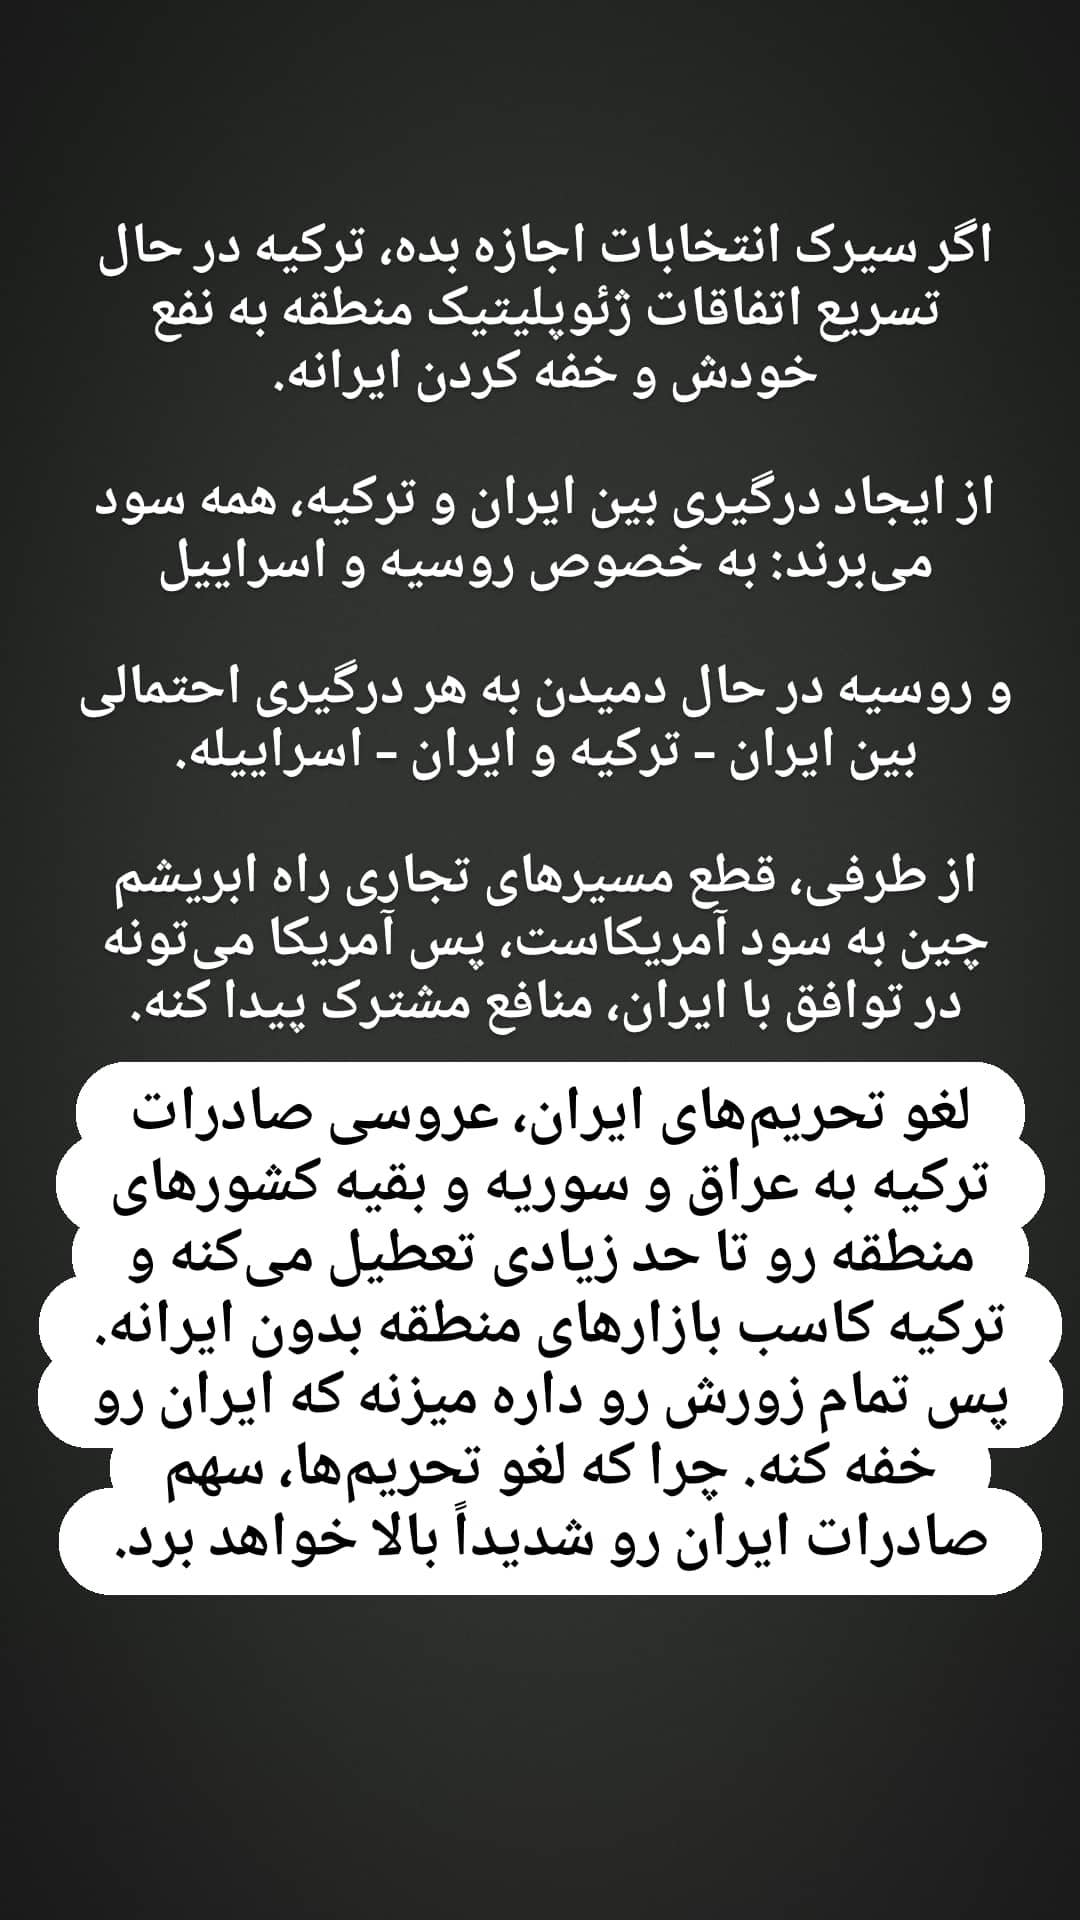 اگر سیرک انتخابات اجازه بده، ترکیه در حال
تسریع اتفاقات ژئوپلیتیک منطقه به نفع
خودش و خفه کردن ایرانه.
از ایجاد درگیری بین ایران و ترکیه، همه سود
می‌برند: به خصوص روسیه و اسراییل
و روسیه در حال دمیدن به هر درگیری احتمالی
بین ایران - ترکیه و ایران - اسراییله.
از طرفی، قطع مسیرهای تجاری راه ابریشم
چین به سود آمریکاست، پس آمریکا می‌تونه
در توافق با ایران، منافع مشترک پیدا کنه.
لغو تحریم‌های ایران، عروسی صادرات
ترکیه به عراق و سوریه و بقیه کشورهای
منطقه رو تا حد زیادی تعطیل می‌کنه و
ترکیه کاسب بازارهای منطقه بدون ایرانه.
پس تمام زورش رو داره میزنه که ایران رو
خفه کنه. چرا که لغو تحریم‌ها، سهم
صادرات ایران رو شدیداً بالا خواهد برد.